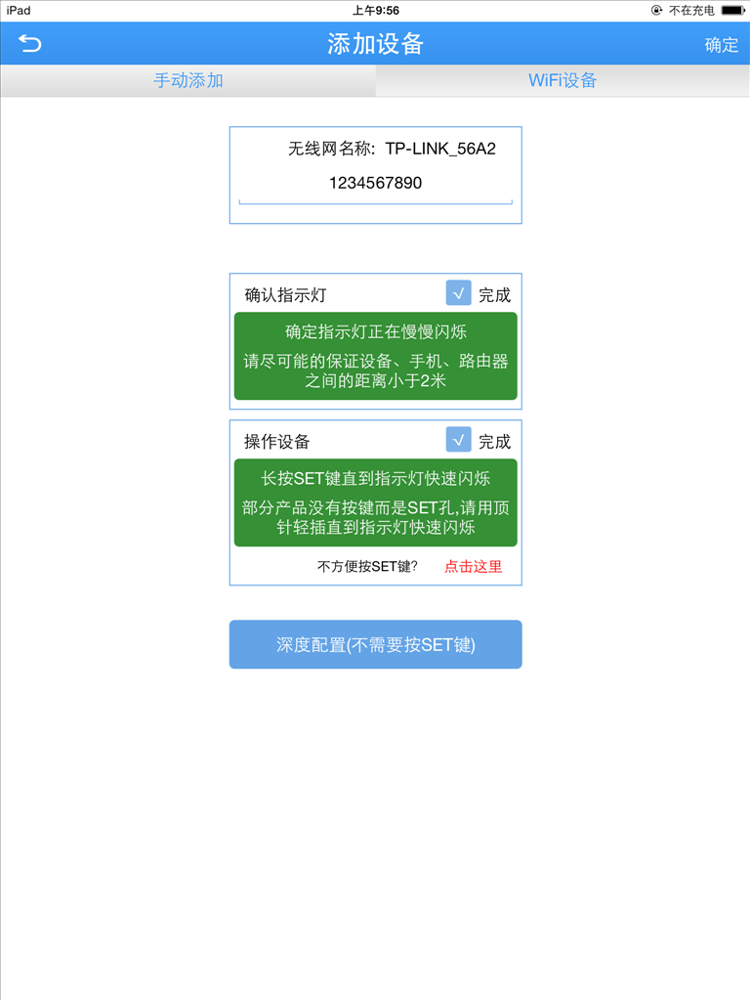 iPad 上午9:56 不在充电
添加设备 确定
手动添加 WiFi设备
无线网名称: TP-LINK_56A2
1234567890
确认指示灯 √ 完成
确定指示灯正在慢慢闪烁
请尽可能的保证设备、手机、路由器
之间的距离小于2米
操作设备 √ 完成
长按SET键直到指示灯快速闪烁
部分产品没有按键而是SET孔,请用顶
针轻插直到指示灯快速闪烁
不方便按SET键? 点击这里
深度配置(不需要按SET键)